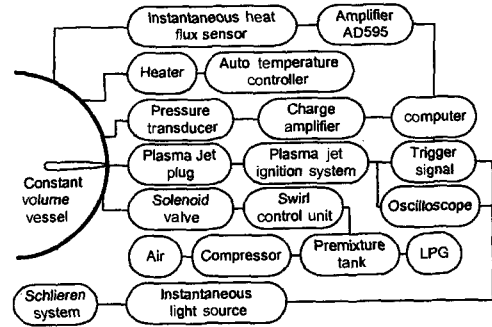 Instantaneous heat
flux sensor
Amplifier
AD595
Heater
Auto temperature
controller
Pressure
transducer
Charge
amplifier
computer
Constant
volume
vessel
Plasma Jet
plug
Plasma jet
ignition system
Trigger
signal
Solenoid
valve
Swirl
control unit
Oscilloscope
Air
Compressor
Premixture
tank
LPG
Schlieren
system
Instantaneous
light source